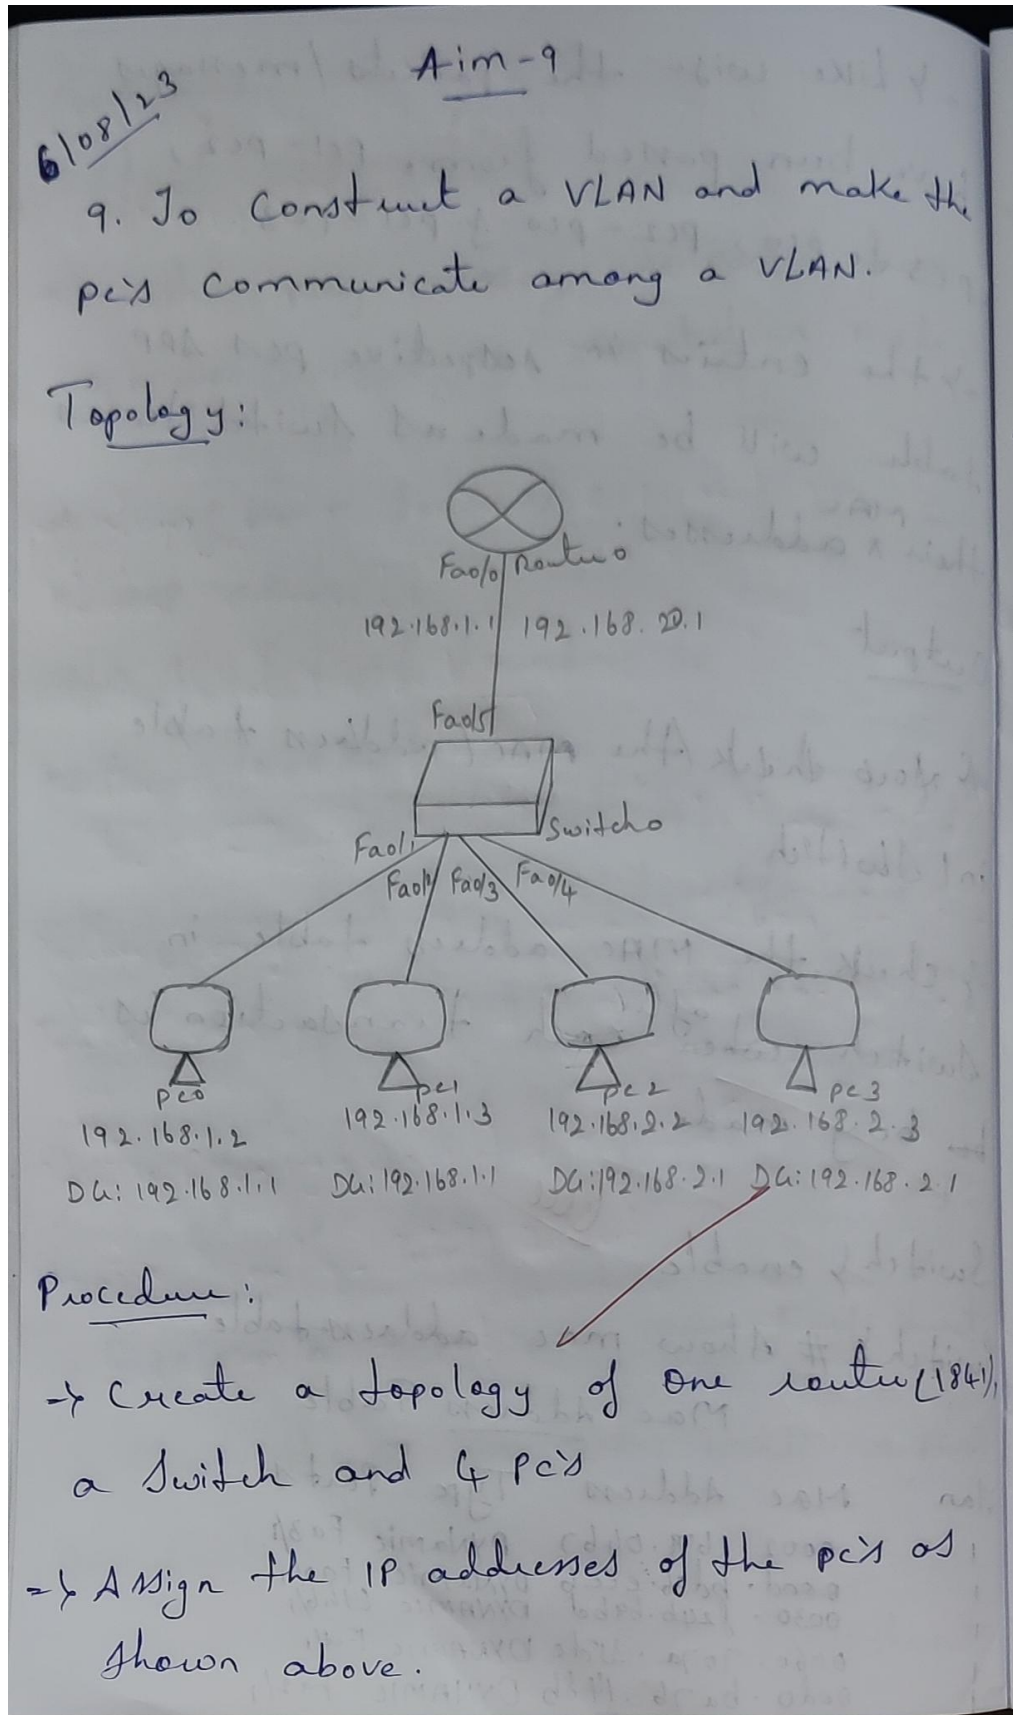 Aim-9
6/08/23
9. To Construct a VLAN and make the
pc's communicate among a VLAN.
Topology:
Fa0/0 Router0
192.168.1.1 192.168.20.1
Fa0/5
Switch0
Fa0/1
Fa0/3 Fa0/4
pc0 pc1 pc2 pc3
192.168.1.2 192.168.1.3 192.168.2.2 192.168.2.3
DG: 192.168.1.1 DG: 192.168.1.1 DG: 192.168.2.1 DG: 192.168.2.1
Procedure:
-> Create a topology of one router (1841),
a switch and 4 pc's
=> Assign the IP addresses of the pc's as
shown above.